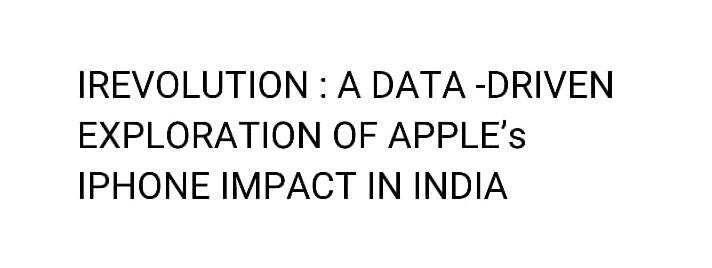 IREVOLUTION : A DATA -DRIVEN
EXPLORATION OF APPLE’s
IPHONE IMPACT IN INDIA